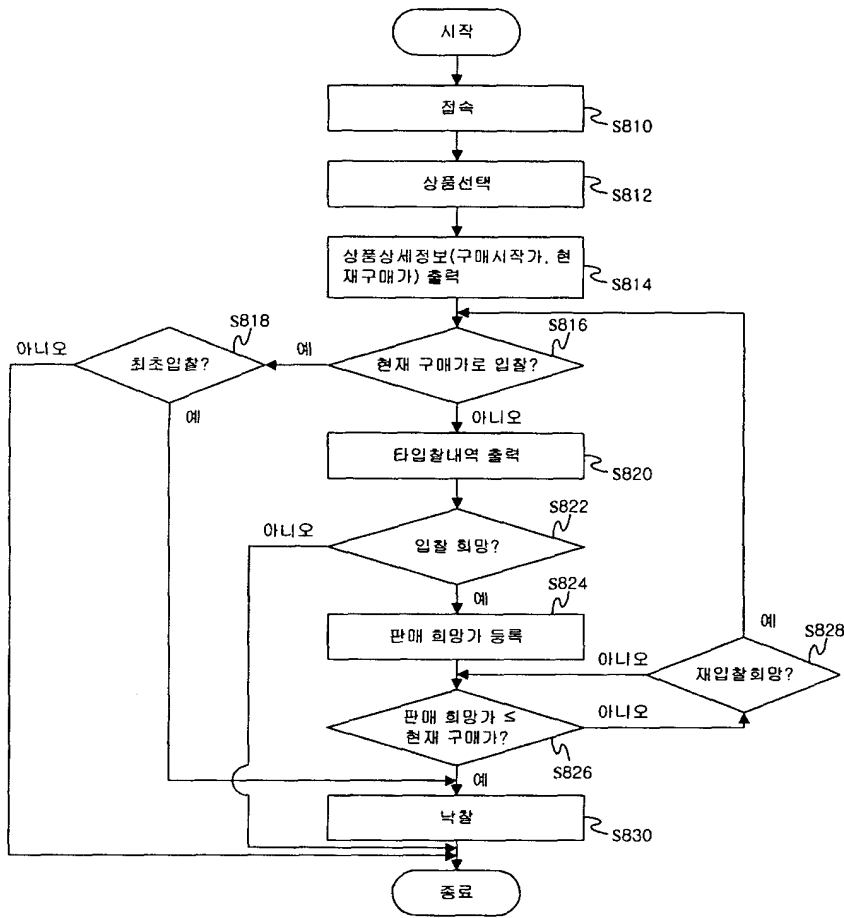 시작
접속
S810
상품선택
S812
상품상세정보(구매시작가, 현
재구매가) 출력
S814
S818
S816
아니오
최초입찰?
예
현재 구매가로 입찰?
예
아니오
타입찰내역 출력
S820
S822
아니오
입찰 희망?
예
S824
판매 희망가 등록
예
S828
아니오
재입찰희망?
판매 희망가 ≤
현재 구매가?
아니오
S826
예
낙찰
S830
종료